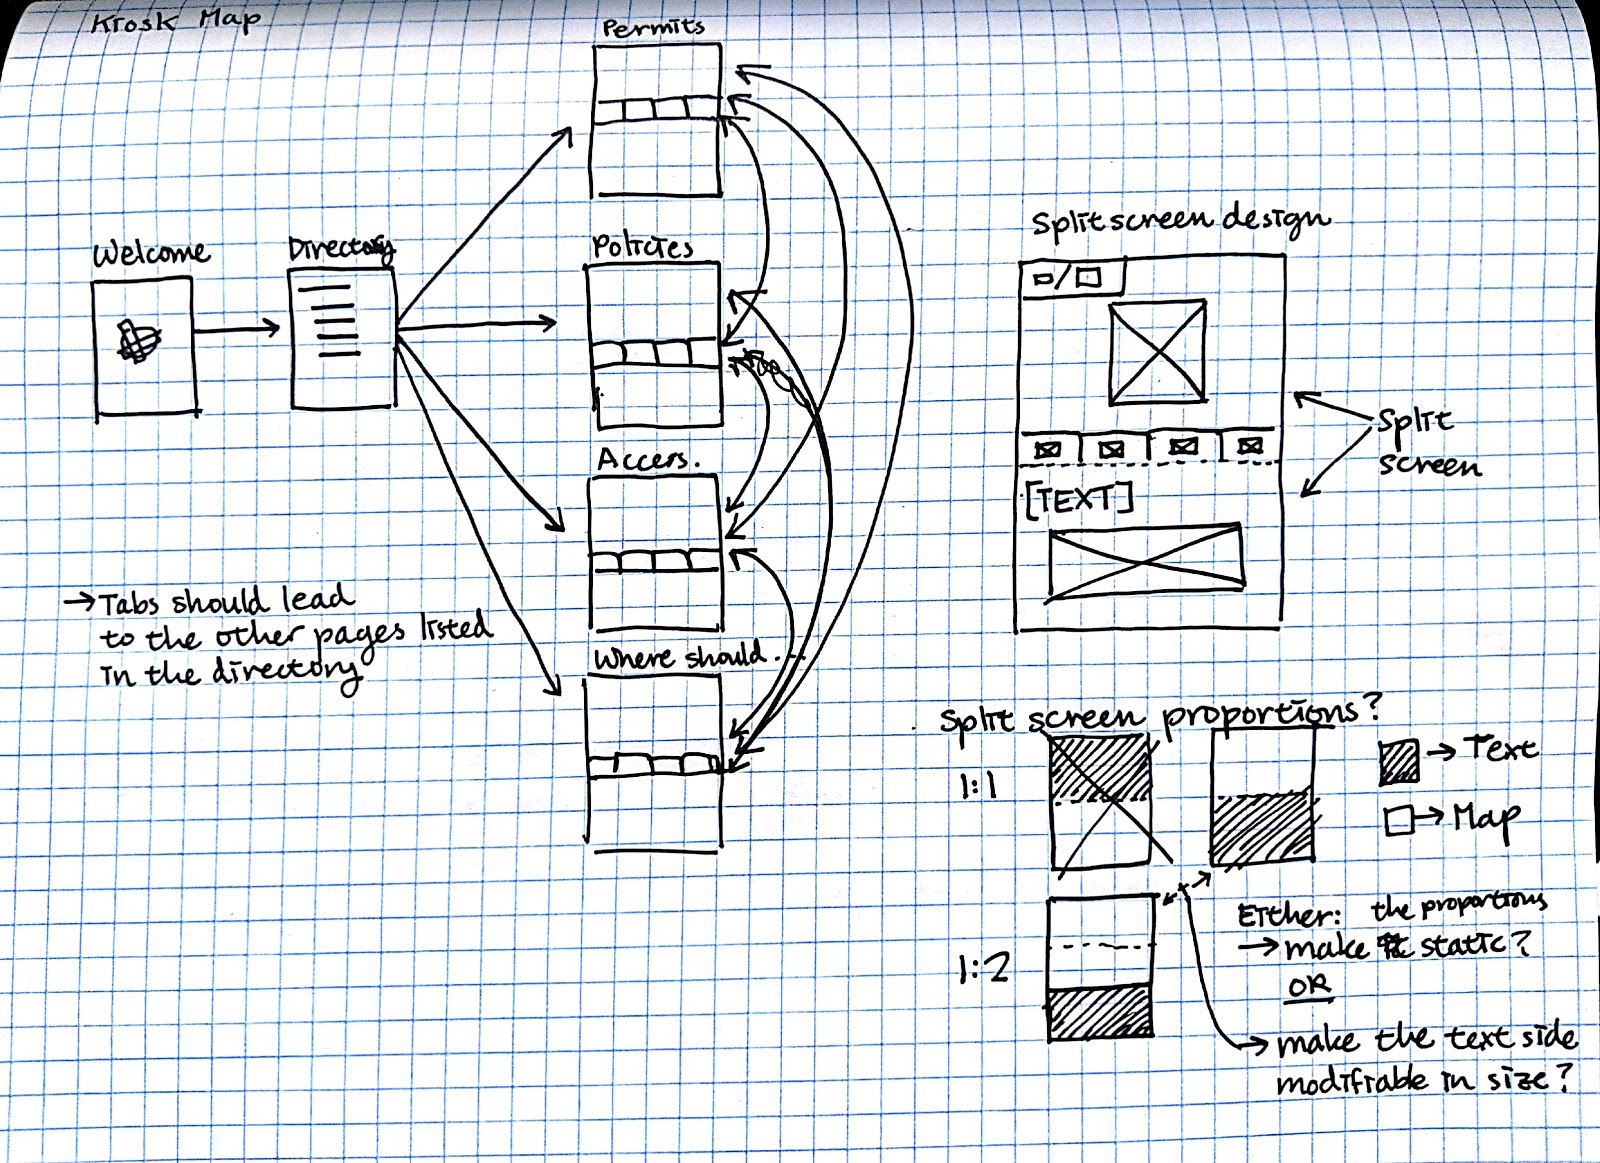 Kiosk Map
Permits
Welcome
Directory
Policies
Access.
Where should...
→Tabs should lead
to the other pages listed
in the directory
Split screen design
[TEXT]
Split
screen
Split screen proportions?
1:1
→ Text
→ Map
1:2
Either: the proportions
→ make static?
OR
→ make the text side
modifiable in size?